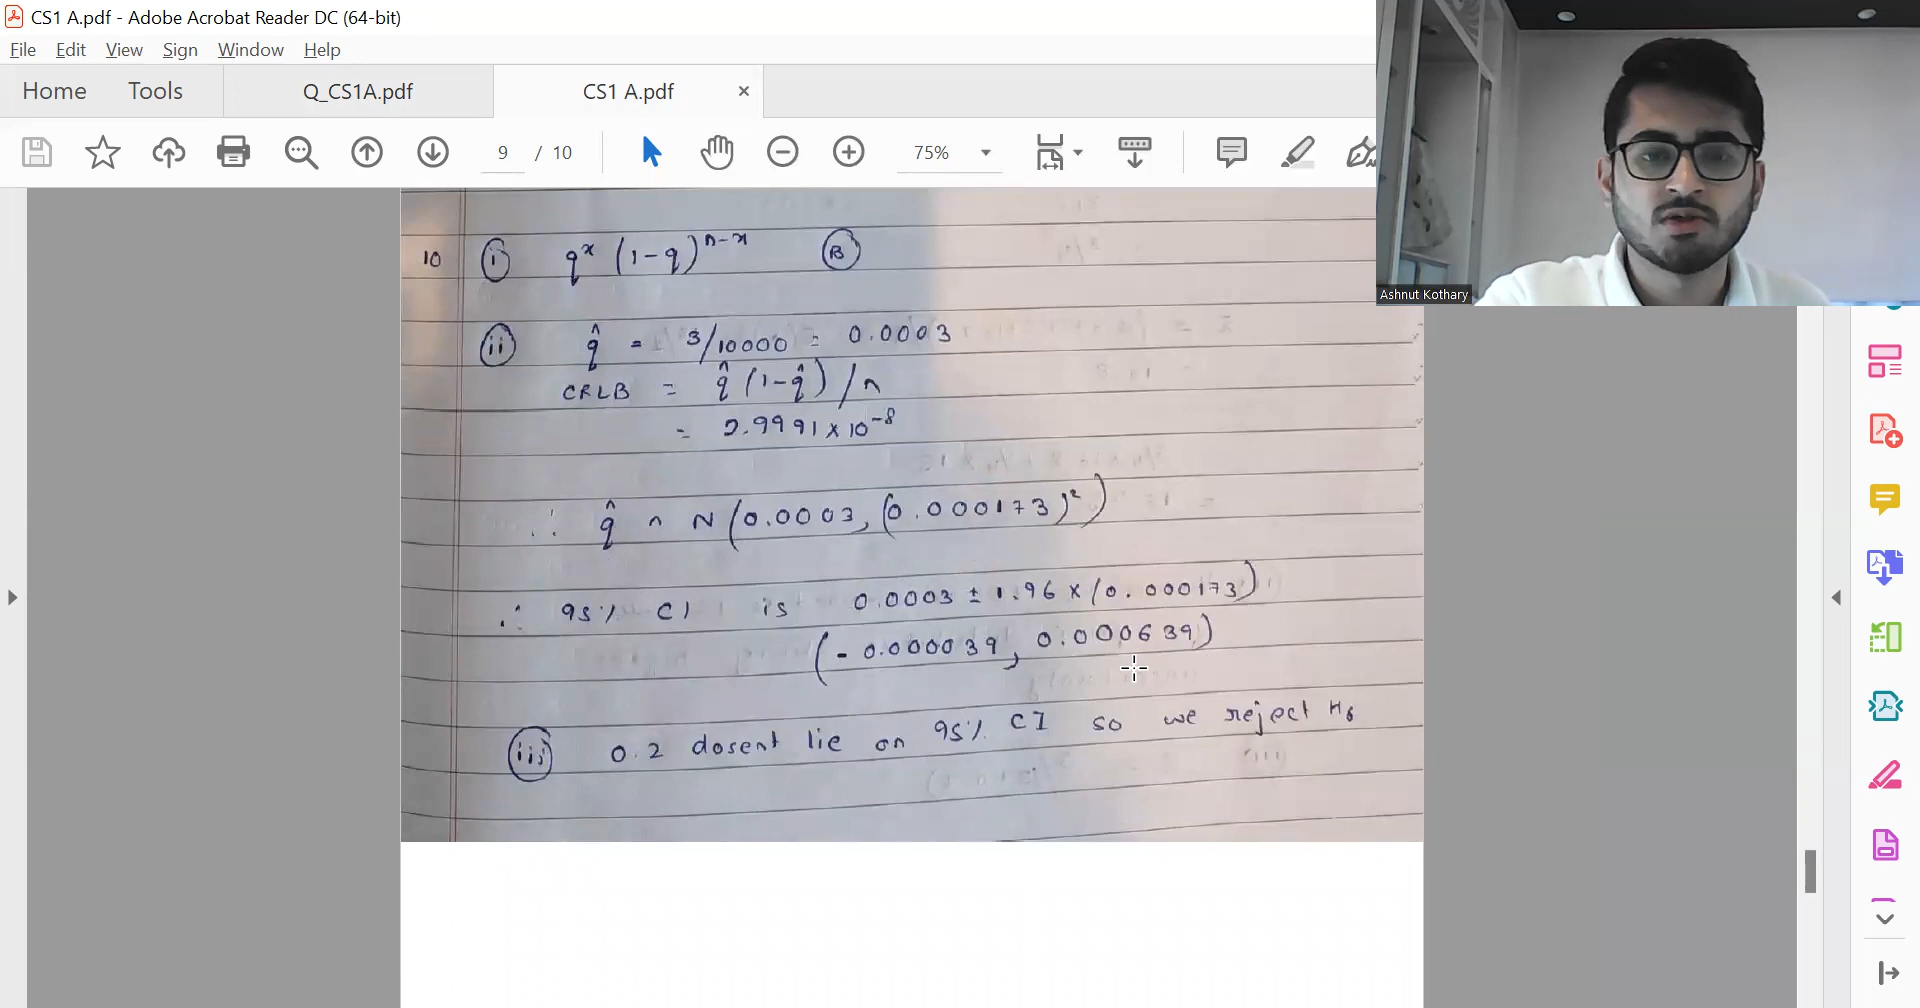 CS1 A.pdf - Adobe Acrobat Reader DC (64-bit)
File Edit View Sign Window Help
Home Tools Q_CS1A.pdf CS1 A.pdf ×
9 / 10 75%
Ashnut Kothary
10 (i) q^x (1-q)^n-x (B)
(ii) q̂ = 3/10000 = 0.0003
CRLB = q̂ (1-q̂) / n
= 2.9991 × 10^-8
∴ q̂ ~ N(0.0003, (0.000173)²)
∴ 95% CI is 0.0003 ± 1.96 × (0.000173)
(-0.000039, 0.000639)
(iii) 0.2 dosent lie on 95% CI so we reject H₀